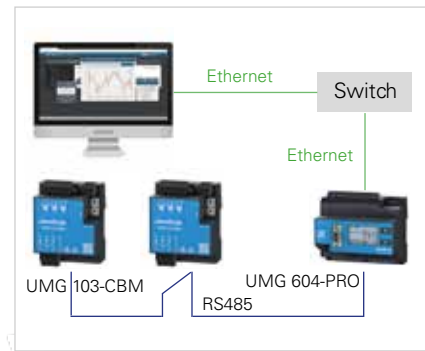 Ethernet
Switch
Ethernet
UMG 103-CBM
UMG 604-PRO
RS485